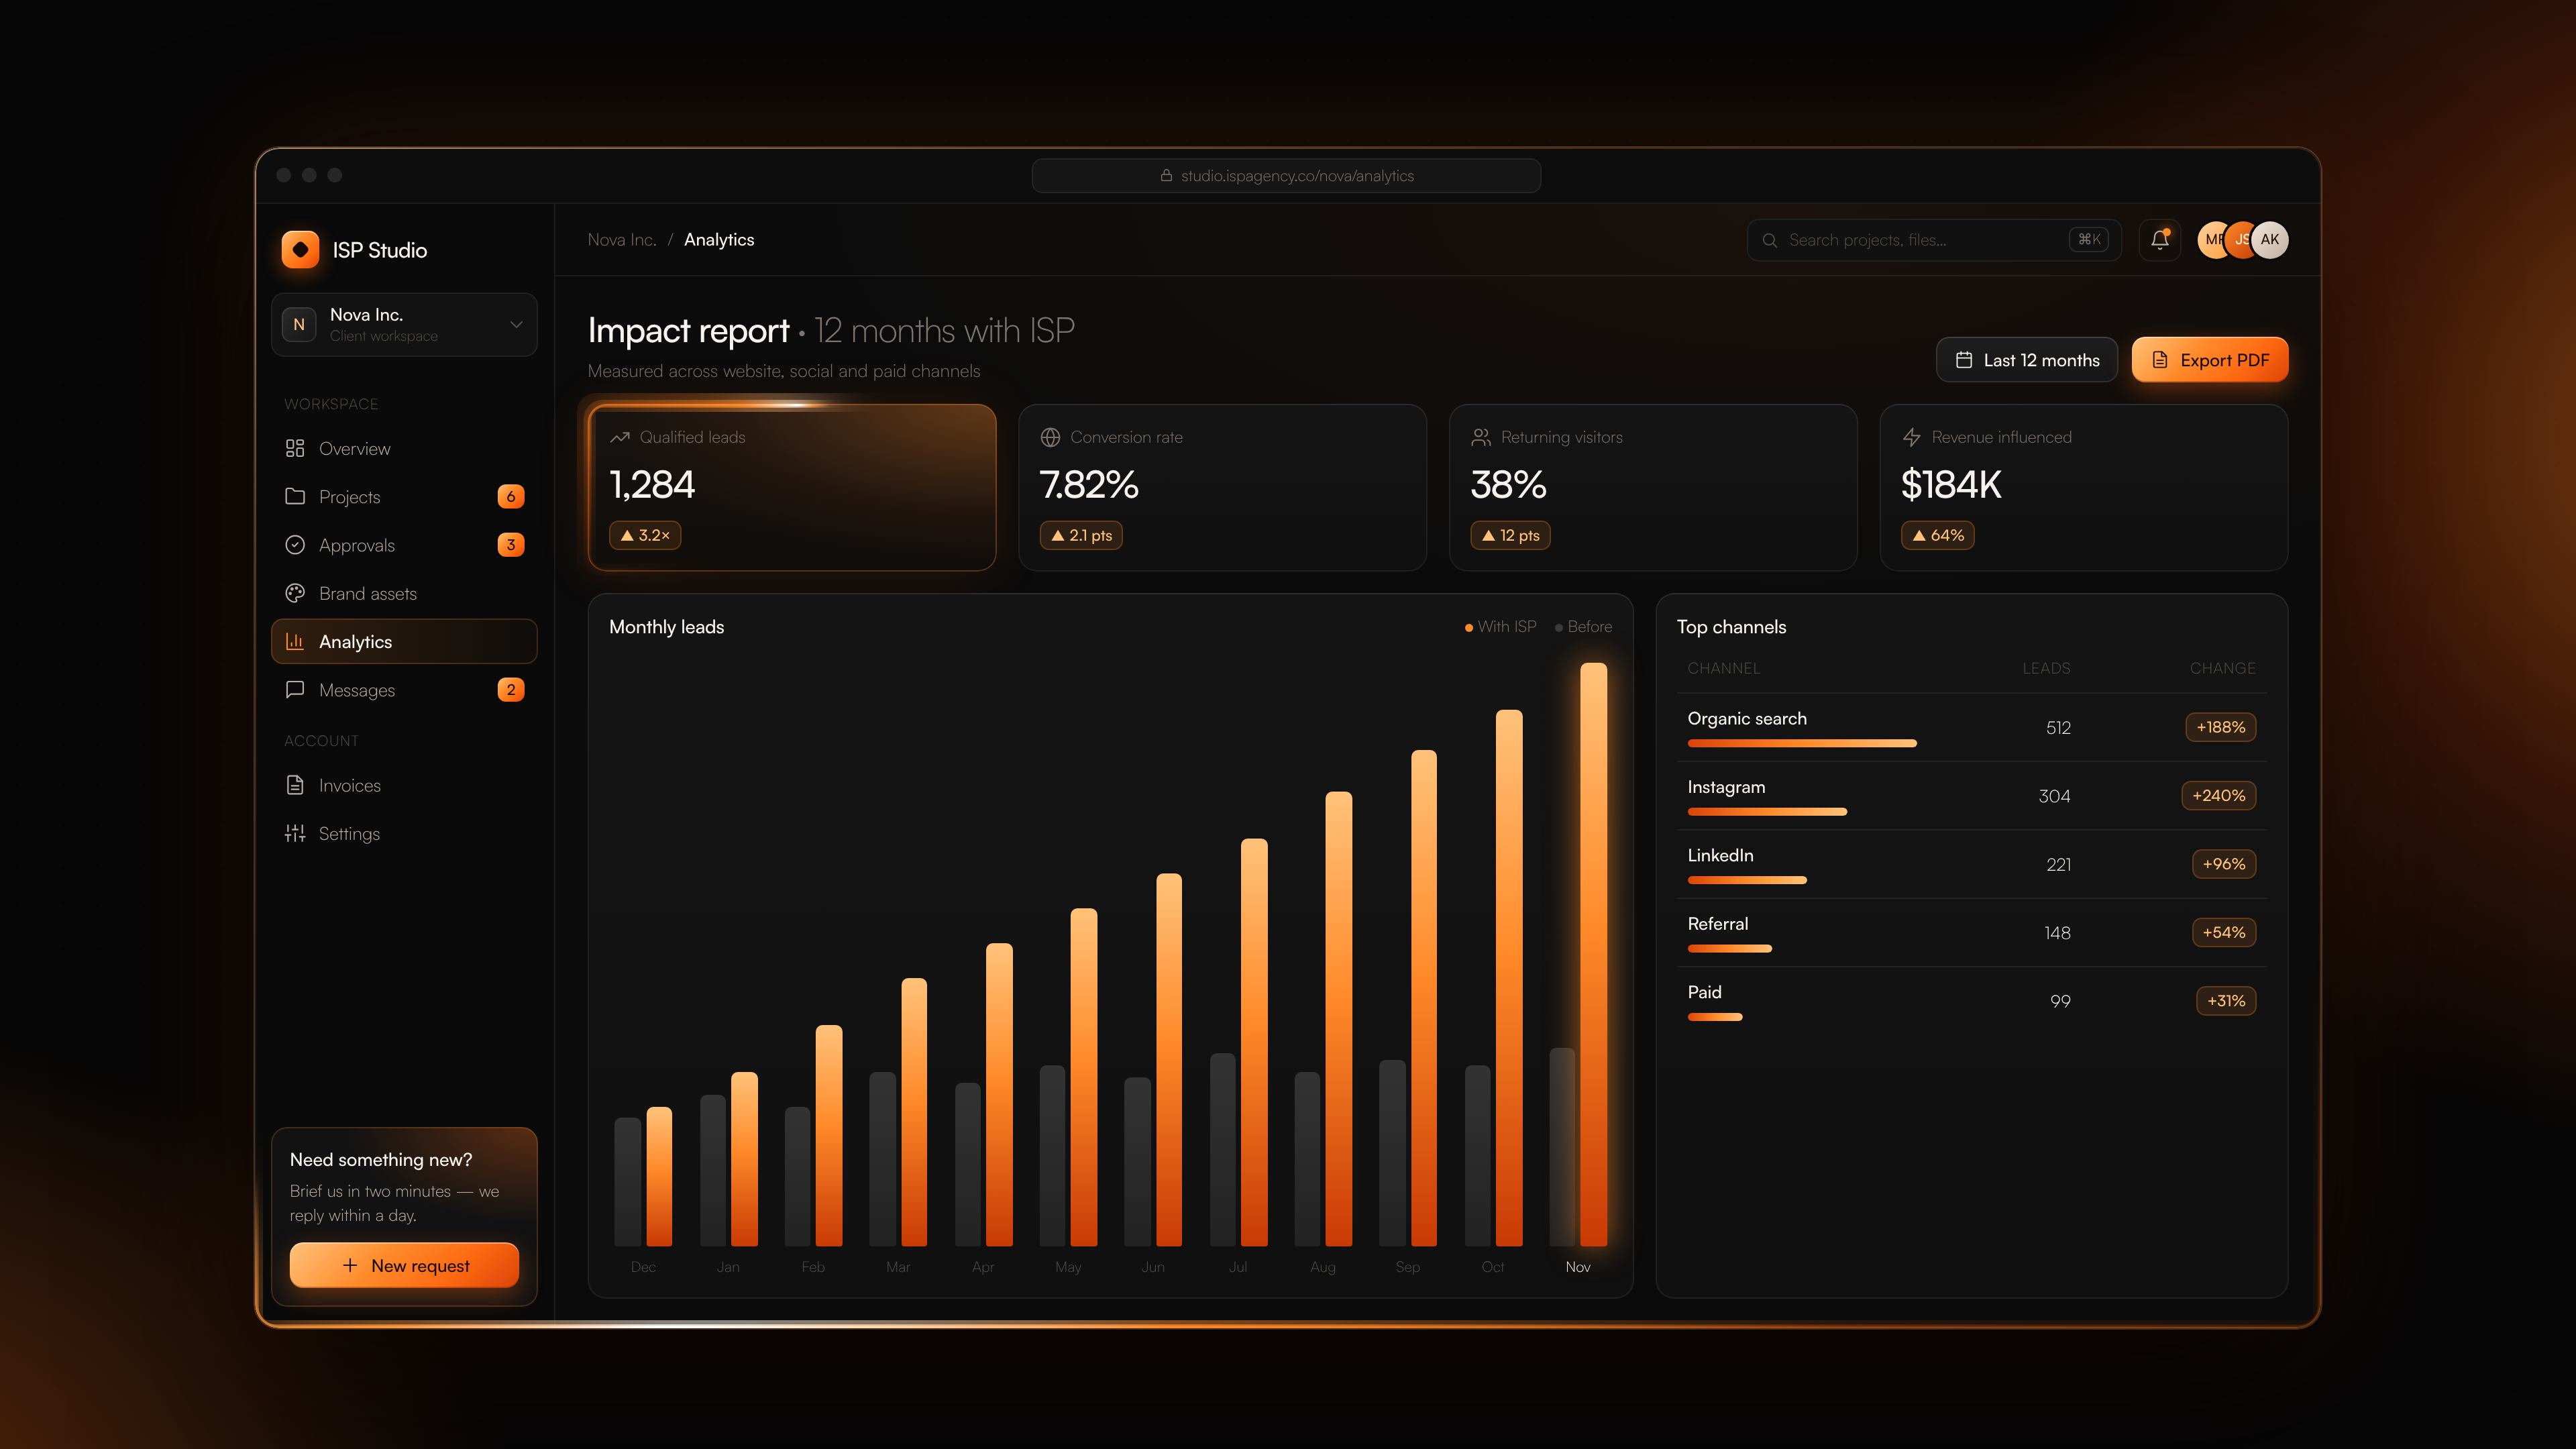 studio.ispagency.co/nova/analytics
ISP Studio
N
Nova Inc.
Client workspace
WORKSPACE
Overview
Projects 6
Approvals 3
Brand assets
Analytics
Messages 2
ACCOUNT
Invoices
Settings
Need something new?
Brief us in two minutes — we
reply within a day.
New request
Nova Inc. / Analytics
Search projects, files... ⌘K
JS AK
Impact report · 12 months with ISP
Measured across website, social and paid channels
Last 12 months
Export PDF
Qualified leads
1,284
▲ 3.2×
Conversion rate
7.82%
▲ 2.1 pts
Returning visitors
38%
▲ 12 pts
Revenue influenced
$184K
▲ 64%
Monthly leads
With ISP Before
Dec Jan Feb Mar Apr May Jun Jul Aug Sep Oct Nov
Top channels
CHANNEL LEADS CHANGE
Organic search 512 +188%
Instagram 304 +240%
LinkedIn 221 +96%
Referral 148 +54%
Paid 99 +31%